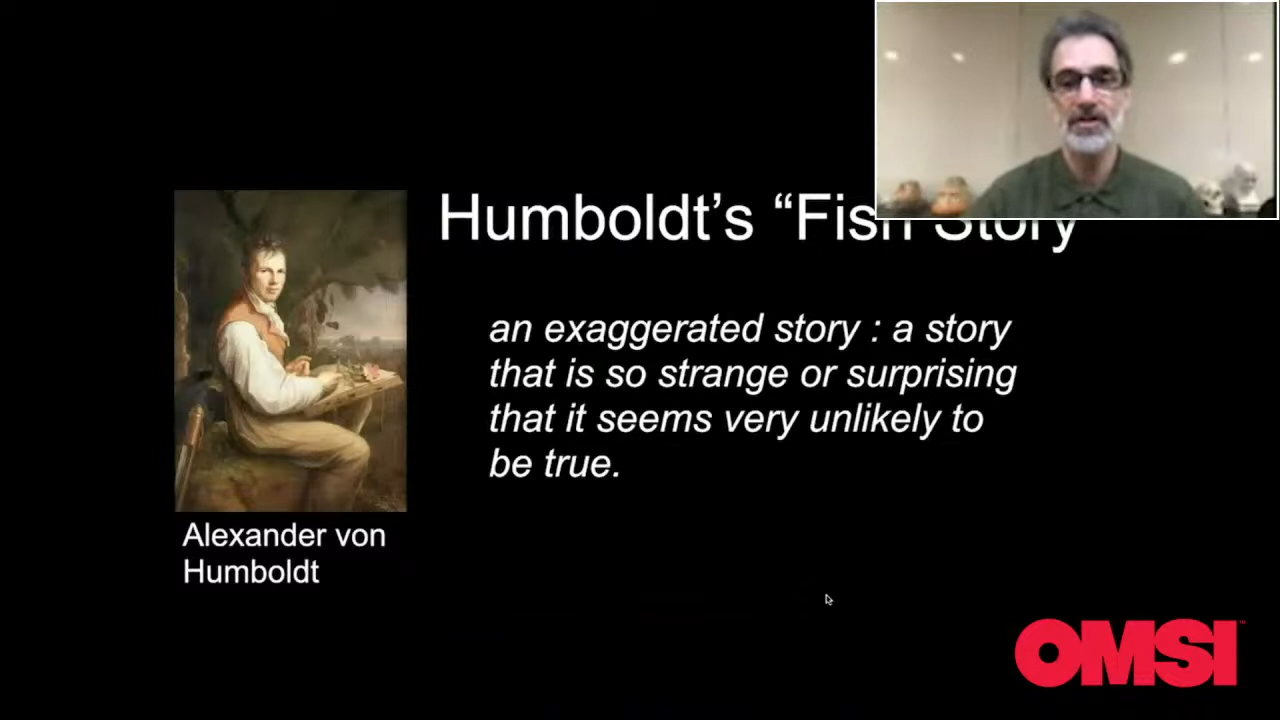 Humboldt's “Fish Story
an exaggerated story : a story
that is so strange or surprising
that it seems very unlikely to
be true.
Alexander von
Humboldt
OMSI™